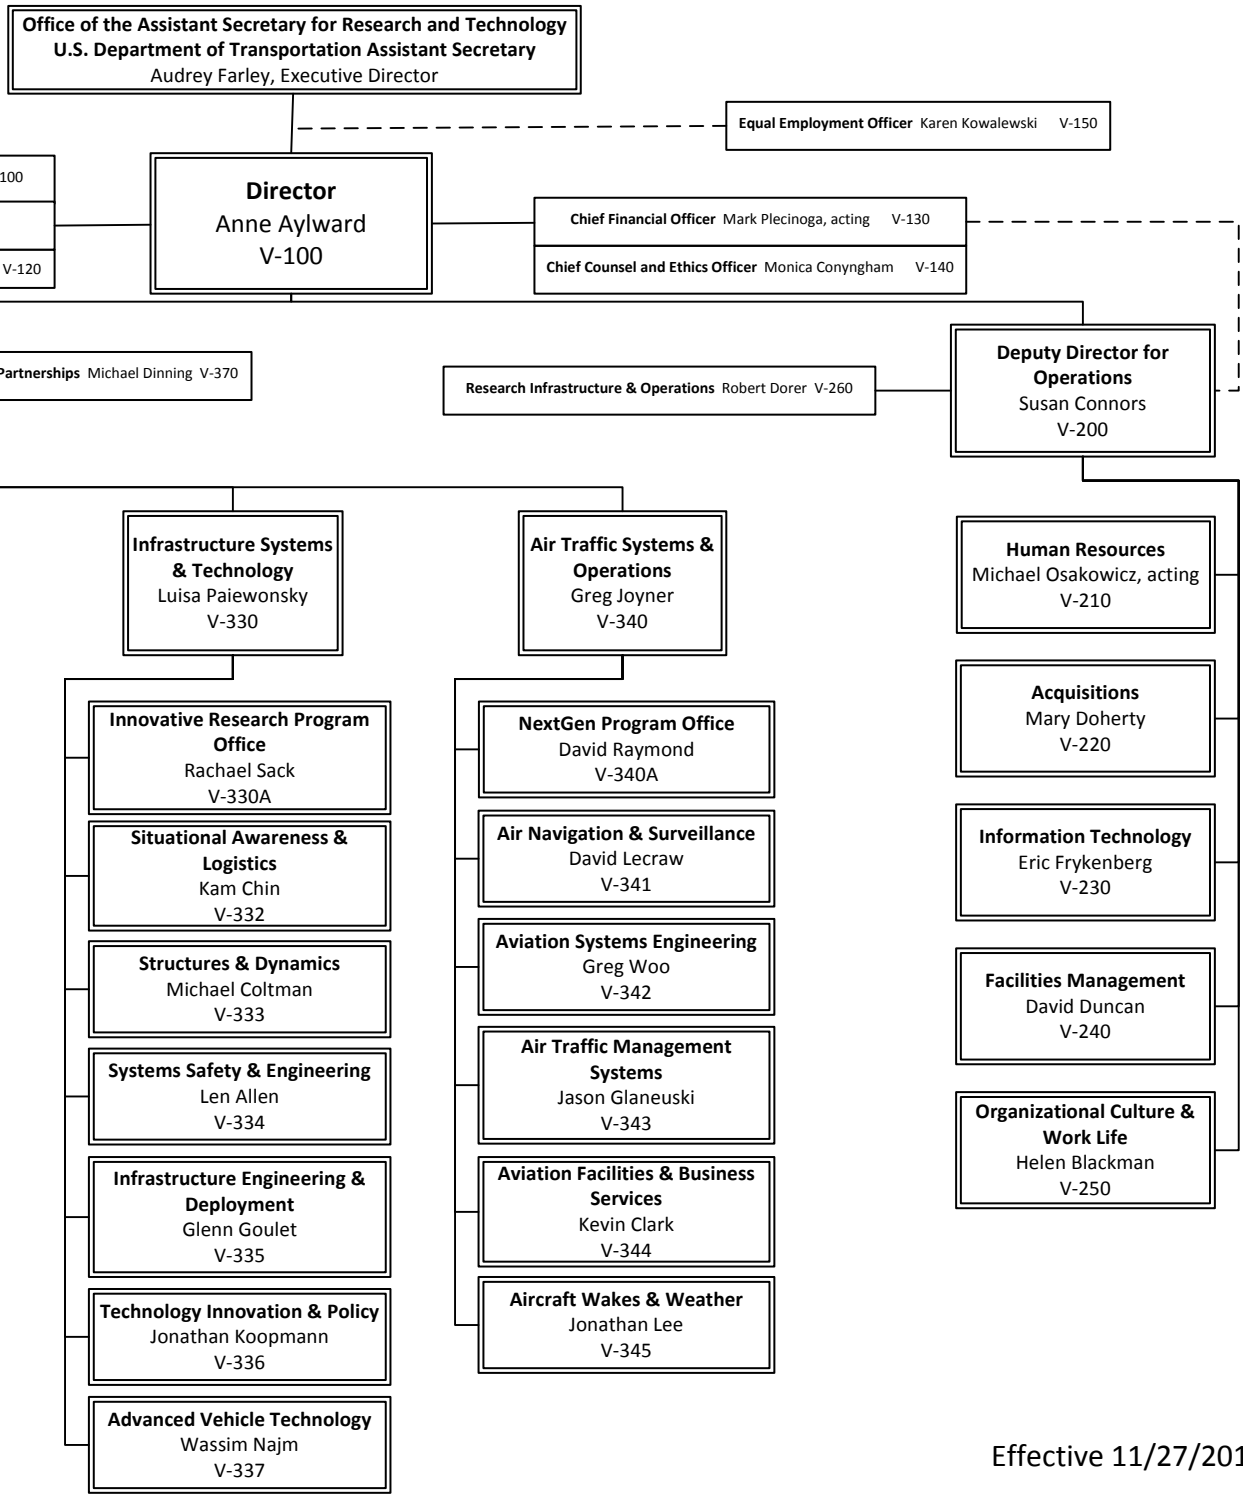 Office of the Assistant Secretary for Research and Technology
U.S. Department of Transportation Assistant Secretary
Audrey Farley, Executive Director
Equal Employment Officer Karen Kowalewski V-150
100
V-120
Director
Anne Aylward
V-100
Chief Financial Officer Mark Plecinoga, acting V-130
Chief Counsel and Ethics Officer Monica Conyngham V-140
Partnerships Michael Dinning V-370
Research Infrastructure & Operations Robert Dorer V-260
Deputy Director for
Operations
Susan Connors
V-200
Infrastructure Systems
& Technology
Luisa Paiewonsky
V-330
Innovative Research Program
Office
Rachael Sack
V-330A
Situational Awareness &
Logistics
Kam Chin
V-332
Structures & Dynamics
Michael Coltman
V-333
Systems Safety & Engineering
Len Allen
V-334
Infrastructure Engineering &
Deployment
Glenn Goulet
V-335
Technology Innovation & Policy
Jonathan Koopmann
V-336
Advanced Vehicle Technology
Wassim Najm
V-337
Air Traffic Systems &
Operations
Greg Joyner
V-340
NextGen Program Office
David Raymond
V-340A
Air Navigation & Surveillance
David Lecraw
V-341
Aviation Systems Engineering
Greg Woo
V-342
Air Traffic Management
Systems
Jason Glaneuski
V-343
Aviation Facilities & Business
Services
Kevin Clark
V-344
Aircraft Wakes & Weather
Jonathan Lee
V-345
Human Resources
Michael Osakowicz, acting
V-210
Acquisitions
Mary Doherty
V-220
Information Technology
Eric Frykenberg
V-230
Facilities Management
David Duncan
V-240
Organizational Culture &
Work Life
Helen Blackman
V-250
Effective 11/27/201